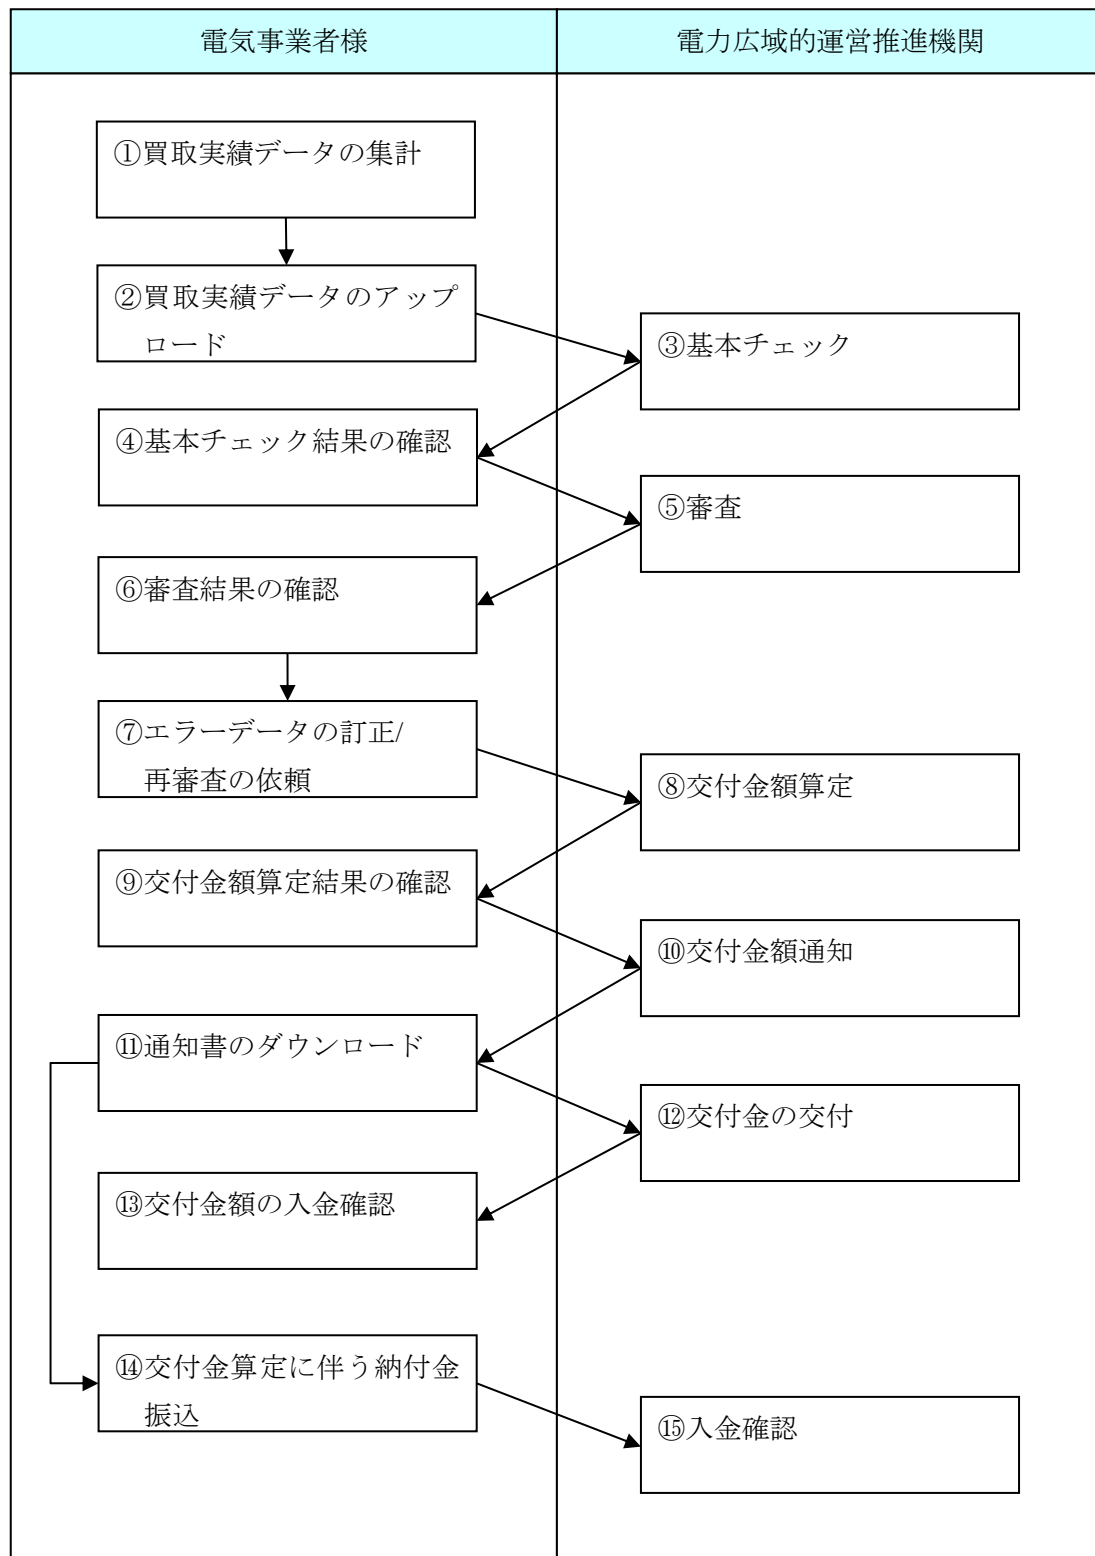 電気事業者様
電力広域的運営推進機関
①買取実績データの集計
②買取実績データのアップ
ロード
③基本チェック
④基本チェック結果の確認
⑤審査
⑥審査結果の確認
⑦エラーデータの訂正/
再審査の依頼
⑧交付金額算定
⑨交付金額算定結果の確認
⑩交付金額通知
⑪通知書のダウンロード
⑫交付金の交付
⑬交付金額の入金確認
⑭交付金算定に伴う納付金
振込
⑮入金確認